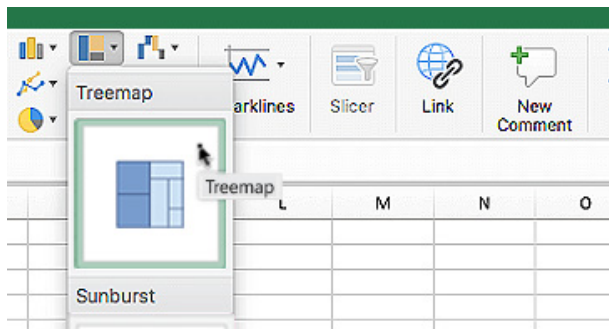 Treemap
arklines
Slicer
Link
New
Comment
Treemap
L
M
N
O
Sunburst